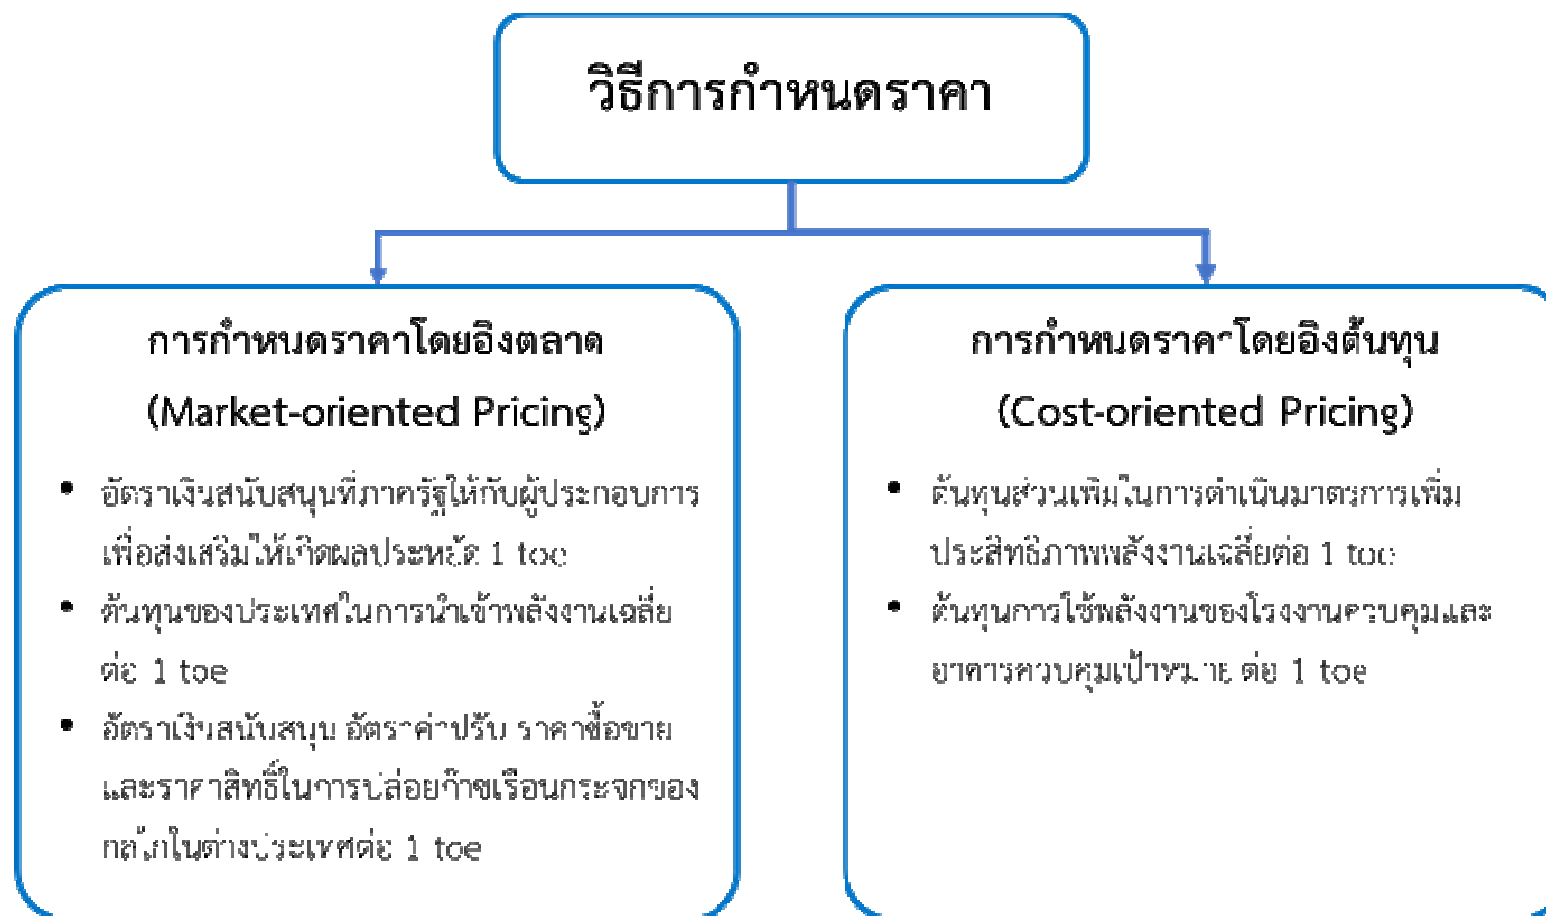 วิธีการกำหนดราคา
การกำหนดราคาโดยอิงตลาด
(Market-oriented Pricing)
• อัตราเงินสนับสนุนที่ภาครัฐให้กับผู้ประกอบการ
เพื่อส่งเสริมให้เกิดผลประหยัด 1 toe
• ต้นทุนของประเทศในการนำเข้าพลังงานเฉลี่ย
ต่อ 1 toe
• อัตราเงินสนับสนุน อัตราค่าปรับ ราคาซื้อขาย
และราคาสิทธิ์ในการปล่อยก๊าซเรือนกระจกของ
กลไกในต่างประเทศต่อ 1 toe
การกำหนดราคาโดยอิงต้นทุน
(Cost-oriented Pricing)
• ต้นทุนส่วนเพิ่มในการดำเนินมาตรการเพิ่ม
ประสิทธิภาพพลังงานเฉลี่ยต่อ 1 toe
• ต้นทุนการใช้พลังงานของโรงงานควบคุมและ
อาคารควบคุมเป้าหมาย ต่อ 1 toe